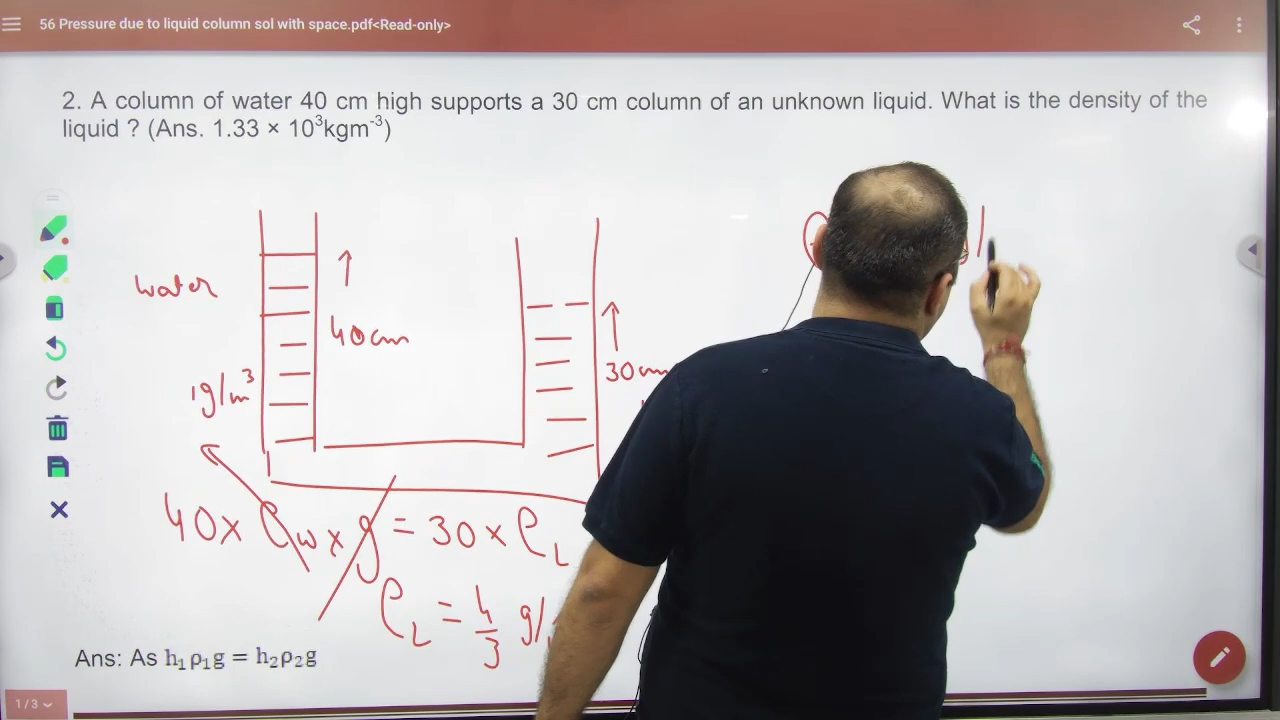 56 Pressure due to liquid column sol with space.pdf<Read-only>
2. A column of water 40 cm high supports a 30 cm column of an unknown liquid. What is the density of the
liquid ? (Ans. 1.33 × 10³kgm⁻³)
water
40cm
30cm
1g/m³
40 × ρw × g = 30 × ρL
ρL = 4/3 g/
Ans: As h₁ρ₁g = h₂ρ₂g
1 / 3